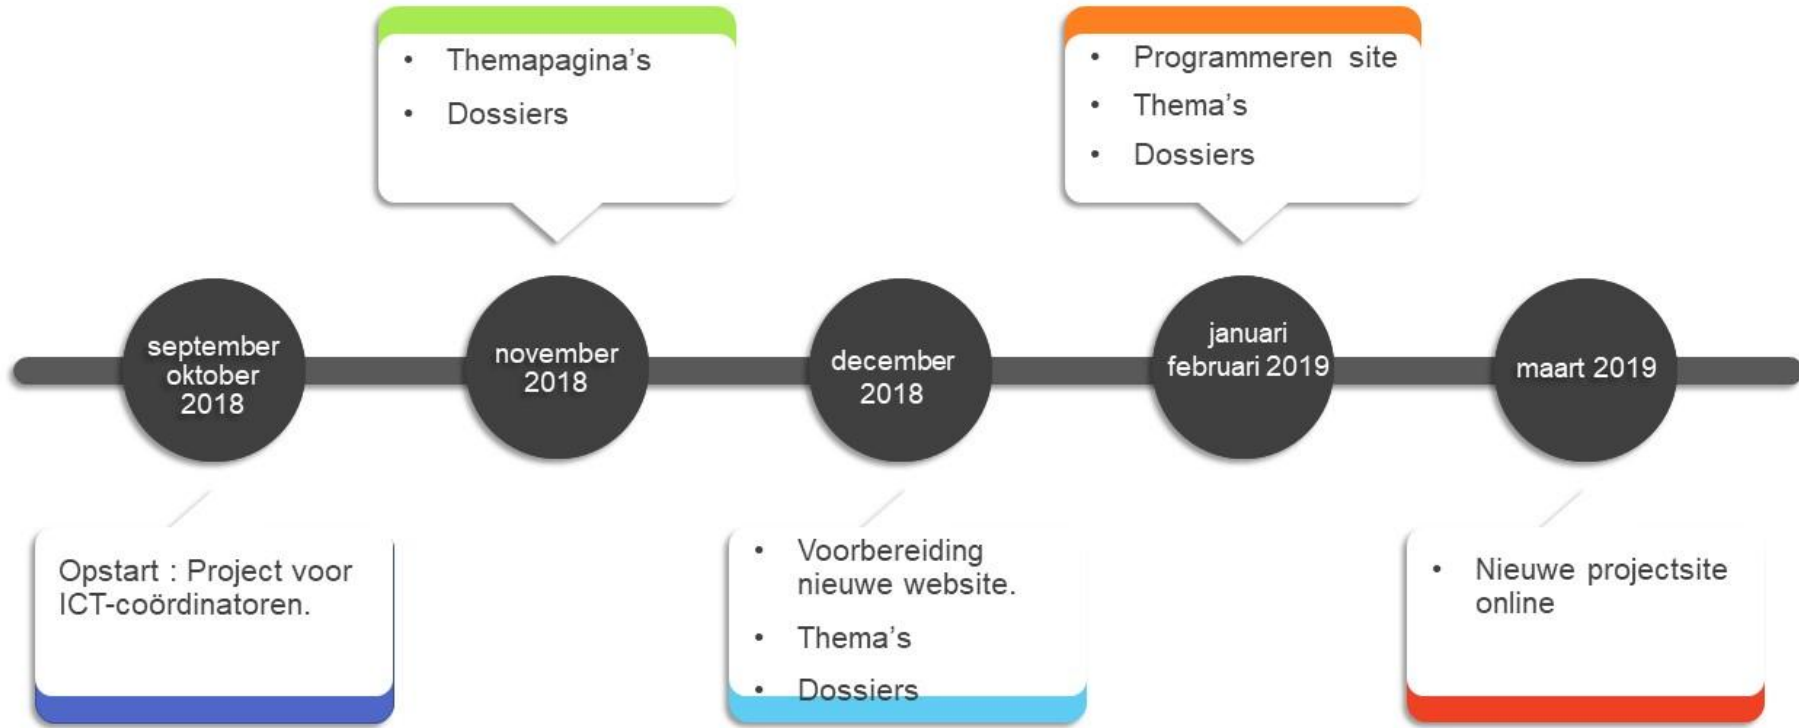 • Themapagina’s
• Dossiers
• Programmeren site
• Thema’s
• Dossiers
september
oktober
2018
november
2018
december
2018
januari
februari 2019
maart 2019
Opstart : Project voor
ICT-coördinatoren.
• Voorbereiding
nieuwe website.
• Thema’s
• Dossiers
• Nieuwe projectsite
online